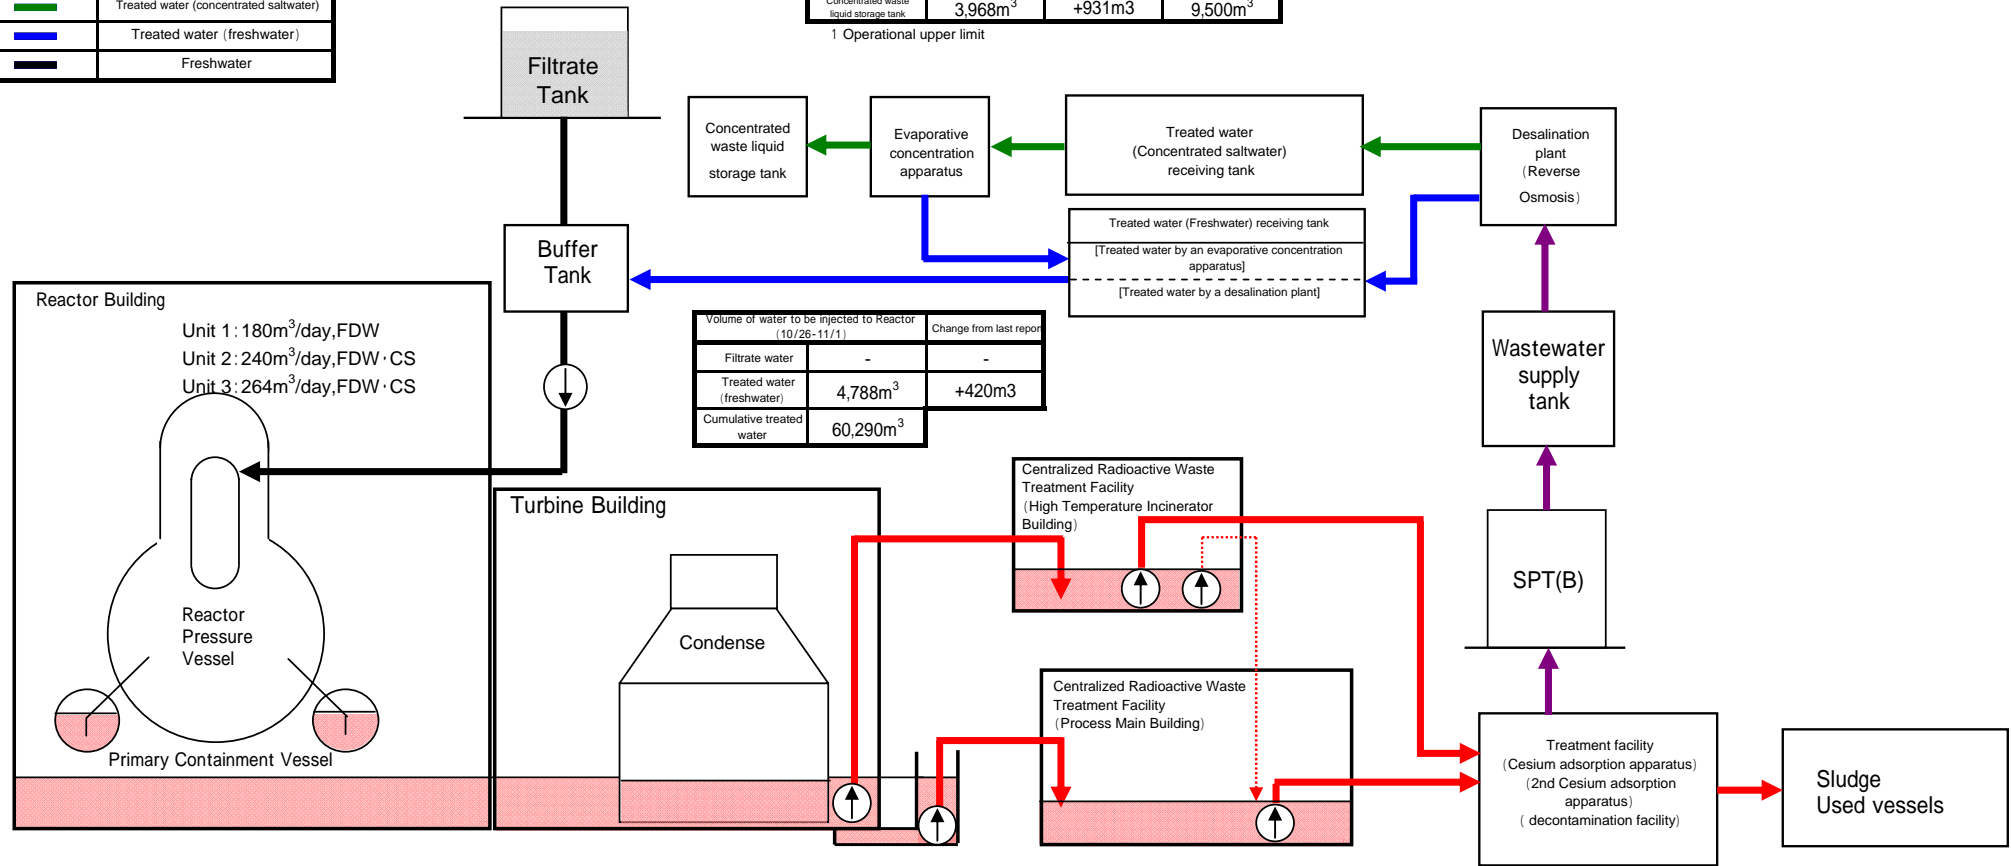 Treated water (concentrated saltwater)
Treated water (freshwater)
Freshwater
Concentrated waste
liquid storage tank
3,968m³
+931m3
9,500m³
1 Operational upper limit
Filtrate
Tank
Concentrated
waste liquid
storage tank
Evaporative
concentration
apparatus
Treated water
(Concentrated saltwater)
receiving tank
Desalination
plant
(Reverse
Osmosis)
Treated water (Freshwater) receiving tank
[Treated water by an evaporative concentration
apparatus]
[Treated water by a desalination plant]
Buffer
Tank
Reactor Building
Unit 1:180m³/day,FDW
Unit 2:240m³/day,FDW・CS
Unit 3:264m³/day,FDW・CS
Volume of water to be injected to Reactor
(10/26-11/1)
Change from last repor
Filtrate water
-
-
Treated water
(freshwater)
4,788m³
+420m3
Cumulative treated
water
60,290m³
Wastewater
supply
tank
Turbine Building
Centralized Radioactive Waste
Treatment Facility
(High Temperature Incinerator
Building)
SPT(B)
Condense
Reactor
Pressure
Vessel
Centralized Radioactive Waste
Treatment Facility
(Process Main Building)
Primary Containment Vessel
Treatment facility
(Cesium adsorption apparatus)
(2nd Cesium adsorption
apparatus)
( decontamination facility)
Sludge
Used vessels